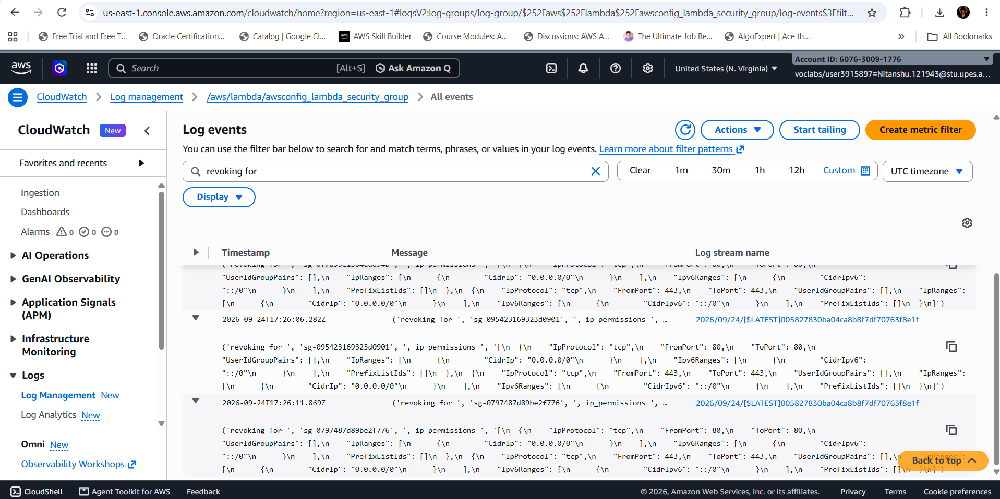 us-east-1.console.aws.amazon.com/cloudwatch/home?region=us-east-1#logsV2:log-groups/log-group/$252Faws$252Flambda$252Fawsconfig_lambda_security_group/log-events$3Ffilt...
Free Trial and Free T... Oracle Certification... Catalog | Google Cl... aws AWS Skill Builder Course Modules: A... Discussions: AWS A... The Ultimate Job Re... AlgoExpert | Ace th... » All Bookmarks
aws Search [Alt+S] Ask Amazon Q United States (N. Virginia) Account ID: 6076-3009-1776
voclabs/user3915897=Nitanshu.121943@stu.upes.a...
CloudWatch Log management /aws/lambda/awsconfig_lambda_security_group All events
CloudWatch New
Favorites and recents
Ingestion
Dashboards
Alarms 0 0 0
AI Operations
GenAI Observability
Application Signals
(APM)
Infrastructure
Monitoring
Logs
Log Management New
Log Analytics New
Omni New
Observability Workshops
Log events
Actions Start tailing Create metric filter
You can use the filter bar below to search for and match terms, phrases, or values in your log events. Learn more about filter patterns
revoking for Clear 1m 30m 1h 12h Custom UTC timezone
Display
Timestamp Message Log stream name
"UserIdGroupPairs": [],\n "IpRanges": [\n {\n "CidrIp": "0.0.0.0/0"\n }\n ],\n "Ipv6Ranges": [\n {\n "CidrIpv6":
"::/0"\n }\n ],\n "PrefixListIds": []\n },\n {\n "IpProtocol": "tcp",\n "FromPort": 443,\n "ToPort": 443,\n "UserIdGroupPairs": [],\n "IpRanges":
[\n {\n "CidrIp": "0.0.0.0/0"\n }\n ],\n "Ipv6Ranges": [\n {\n "CidrIpv6": "::/0"\n }\n ],\n "PrefixListIds": []\n }\n]')
2026-09-24T17:26:06.282Z ('revoking for ', 'sg-095423169323d0901', ', ip_permissions ', … 2026/09/24/[$LATEST]005827830ba04ca8b8f7df70763f8e1f
('revoking for ', 'sg-095423169323d0901', ', ip_permissions ', '[\n {\n "IpProtocol": "tcp",\n "FromPort": 80,\n "ToPort": 80,\n
"UserIdGroupPairs": [],\n "IpRanges": [\n {\n "CidrIp": "0.0.0.0/0"\n }\n ],\n "Ipv6Ranges": [\n {\n "CidrIpv6":
"::/0"\n }\n ],\n "PrefixListIds": []\n },\n {\n "IpProtocol": "tcp",\n "FromPort": 443,\n "ToPort": 443,\n "UserIdGroupPairs": [],\n "IpRanges":
[\n {\n "CidrIp": "0.0.0.0/0"\n }\n ],\n "Ipv6Ranges": [\n {\n "CidrIpv6": "::/0"\n }\n ],\n "PrefixListIds": []\n }\n]')
2026-09-24T17:26:11.869Z ('revoking for ', 'sg-0797487d89be2f776', ', ip_permissions ', … 2026/09/24/[$LATEST]005827830ba04ca8b8f7df70763f8e1f
('revoking for ', 'sg-0797487d89be2f776', ', ip_permissions ', '[\n {\n "IpProtocol": "tcp",\n "FromPort": 80,\n "ToPort": 80,\n
"UserIdGroupPairs": [],\n "IpRanges": [\n {\n "CidrIp": "0.0.0.0/0"\n }\n ],\n "Ipv6Ranges": [\n {\n "CidrIpv6":
"::/0"\n }\n ],\n "PrefixListIds": []\n },\n {\n "IpProtocol": "tcp",\n "FromPort": 443,\n "ToPort": 443,\n "UserIdGroupPairs": [],\n "IpRanges":
[\n {\n "CidrIp": "0.0.0.0/0"\n }\n ],\n "Ipv6Ranges": [\n {\n "CidrIpv6": "::/0"\n }\n ],\n "PrefixListIds": []\n }\n]')
Back to top
CloudShell Agent Toolkit for AWS Feedback © 2026, Amazon Web Services, Inc. or its affiliates. Privacy Terms Cookie preferences